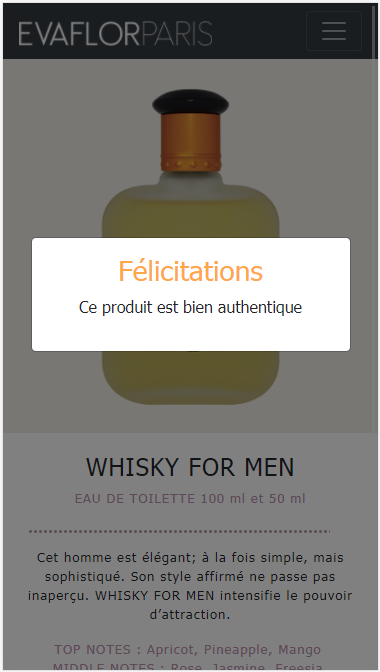 EVAFLORPARIS
Félicitations
Ce produit est bien authentique
WHISKY FOR MEN
EAU DE TOILETTE 100 ml et 50 ml
Cet homme est élégant; à la fois simple, mais
sophistiqué. Son style affirmé ne passe pas
inaperçu. WHISKY FOR MEN intensifie le pouvoir
d’attraction.
TOP NOTES : Apricot, Pineapple, Mango
MIDDLE NOTES : Rose, Jasmine, Freesia